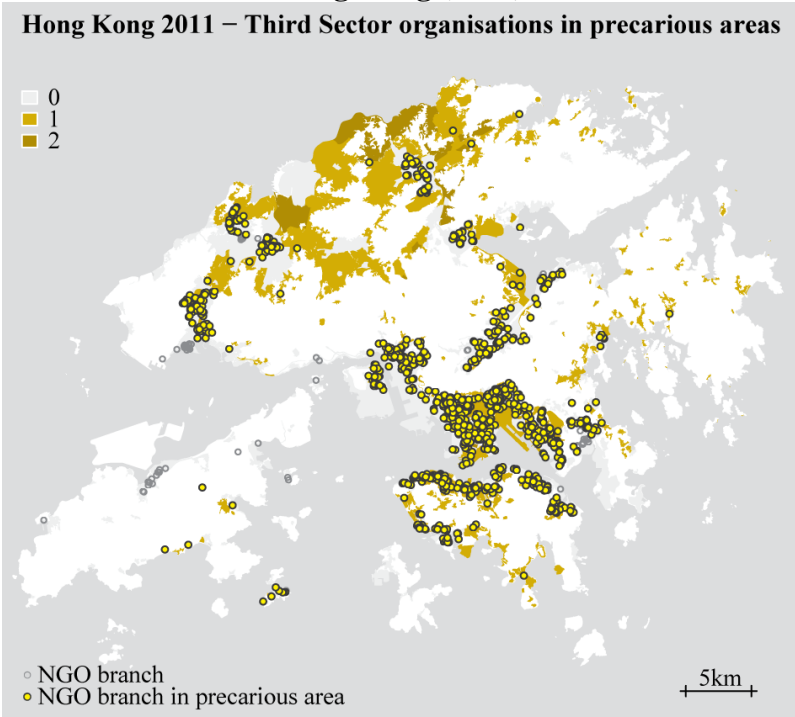 Hong Kong 2011 − Third Sector organisations in precarious areas
0
1
2
5km
NGO branch
NGO branch in precarious area